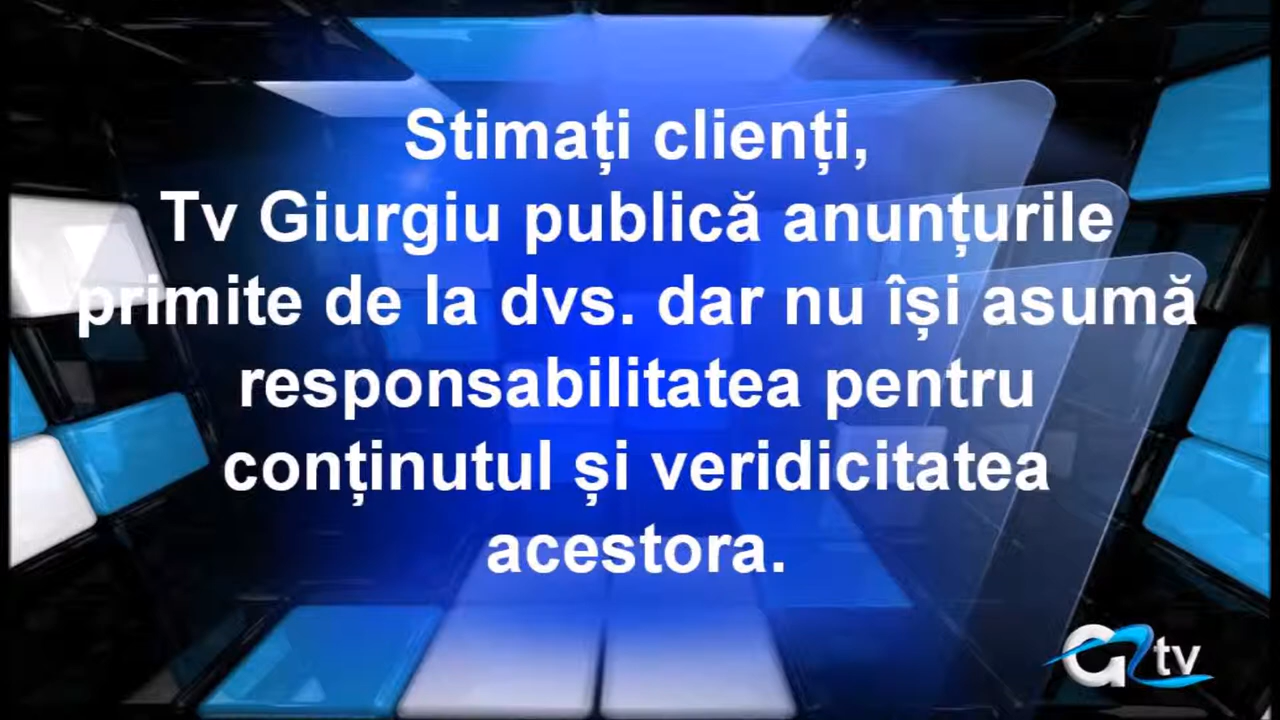 Stimați clienți,
Tv Giurgiu publică anunțurile
primite de la dvs. dar nu își asumă
responsabilitatea pentru
conținutul și veridicitatea
acestora.
G tv